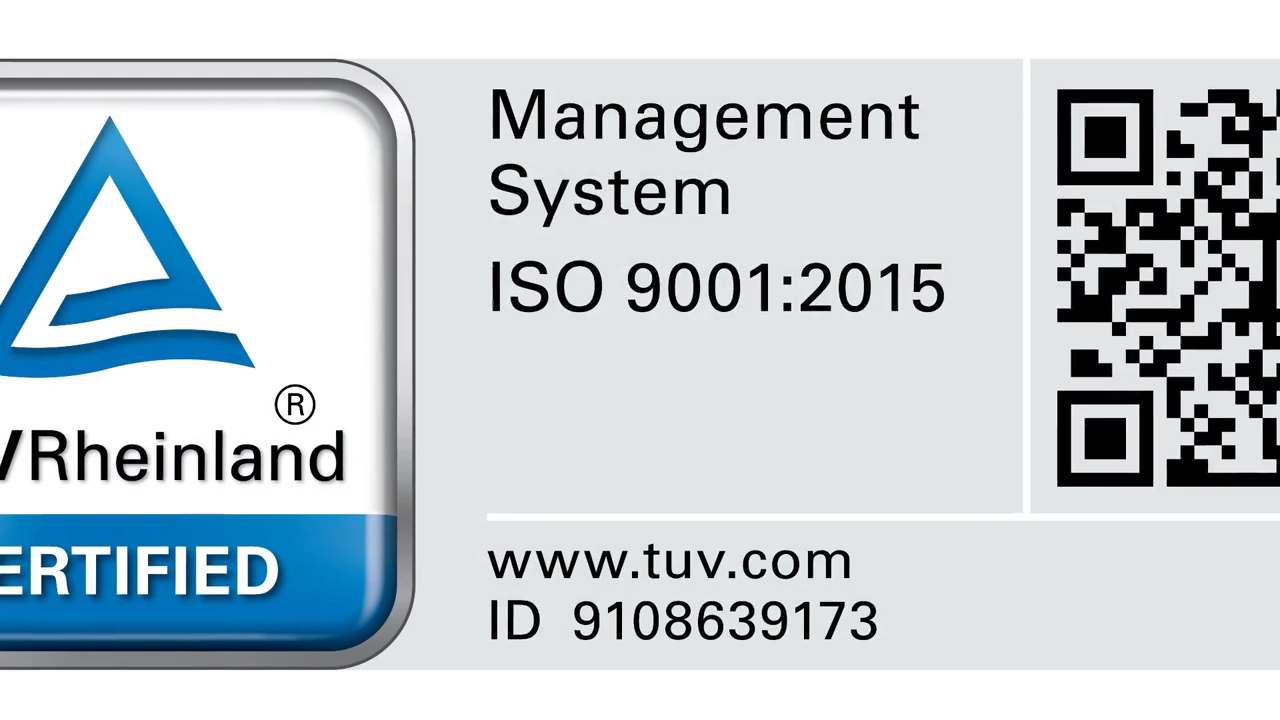 Management
System
ISO 9001:2015
®
VRheinland
ERTIFIED
www.tuv.com
ID 9108639173